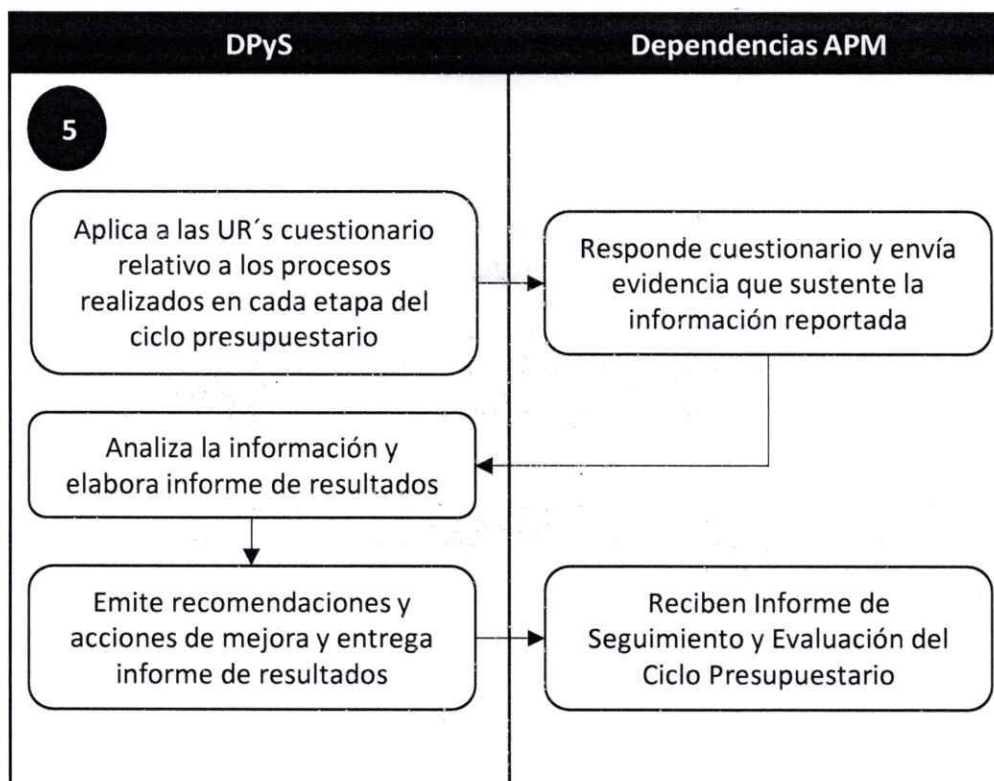 DPyS
Dependencias APM
5
Aplica a las UR´s cuestionario
relativo a los procesos
realizados en cada etapa del
ciclo presupuestario
Responde cuestionario y envía
evidencia que sustente la
información reportada
Analiza la información y
elabora informe de resultados
Emite recomendaciones y
acciones de mejora y entrega
informe de resultados
Reciben Informe de
Seguimiento y Evaluación del
Ciclo Presupuestario